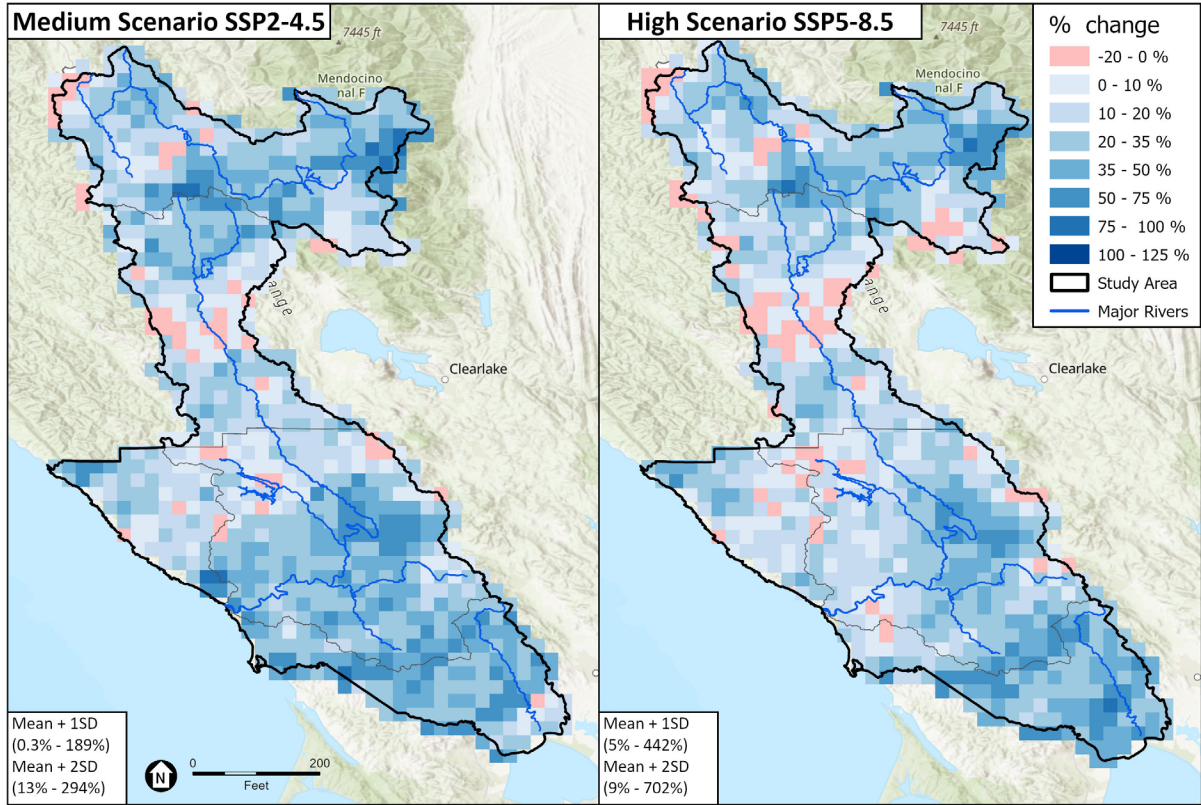 Medium Scenario SSP2-4.5
7445 ft
Mendocino
nal F
ange
Clearlake
Mean + 1SD
(0.3% - 189%)
Mean + 2SD
(13% - 294%)
N
0 200
Feet
High Scenario SSP5-8.5
7445 ft
Mendocino
nal F
ange
Clearlake
Mean + 1SD
(5% - 442%)
Mean + 2SD
(9% - 702%)
% change
-20 - 0 %
0 - 10 %
10 - 20 %
20 - 35 %
35 - 50 %
50 - 75 %
75 - 100 %
100 - 125 %
Study Area
Major Rivers